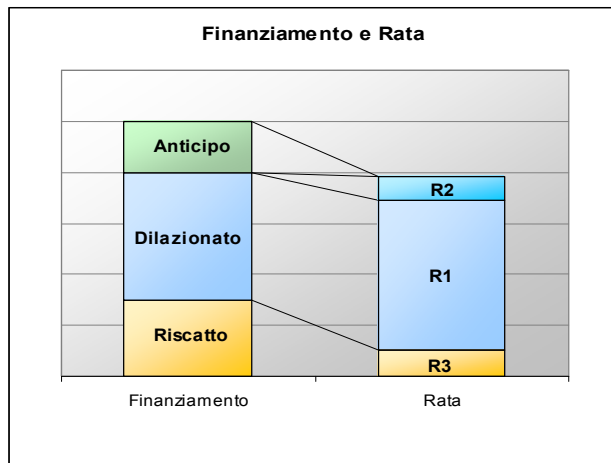 Finanziamento e Rata
Anticipo
Dilazionato
Riscatto
R2
R1
R3
Finanziamento
Rata